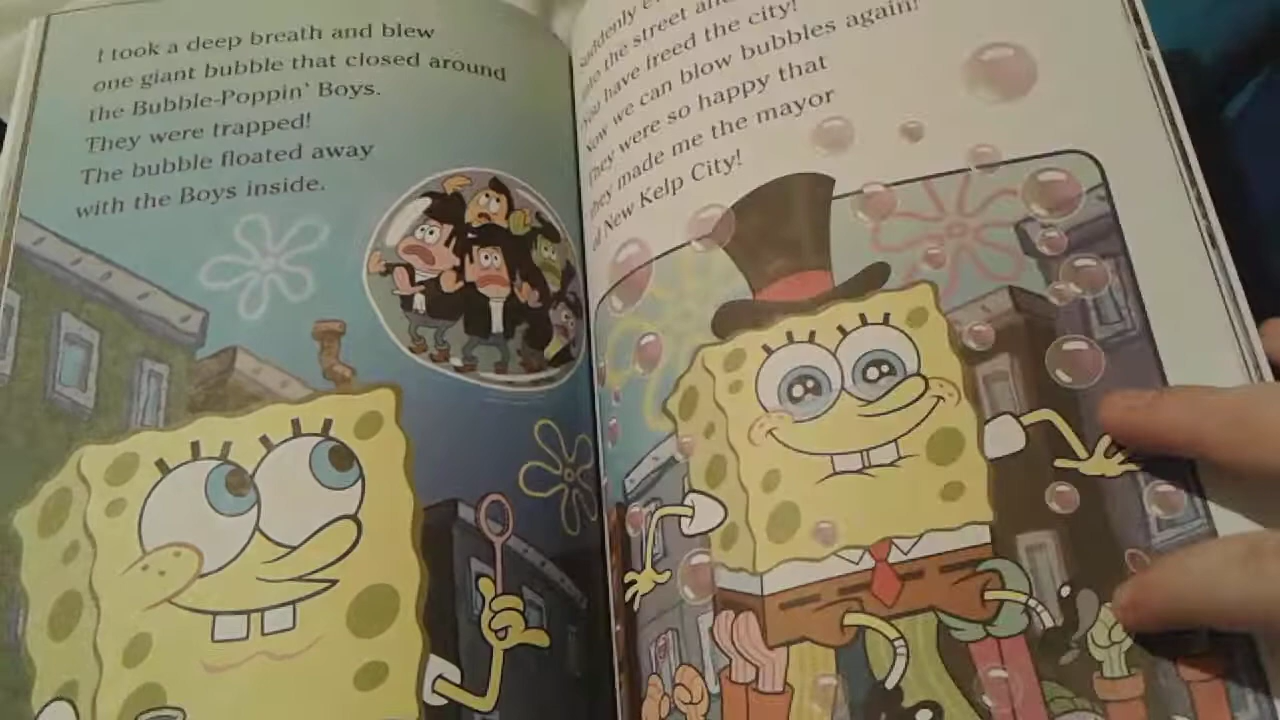 I took a deep breath and blew
one giant bubble that closed around
the Bubble-Poppin' Boys.
They were trapped!
The bubble floated away
with the Boys inside.
into the street and
you have freed the city!
Now we can blow bubbles again!
They were so happy that
they made me the mayor
of New Kelp City!